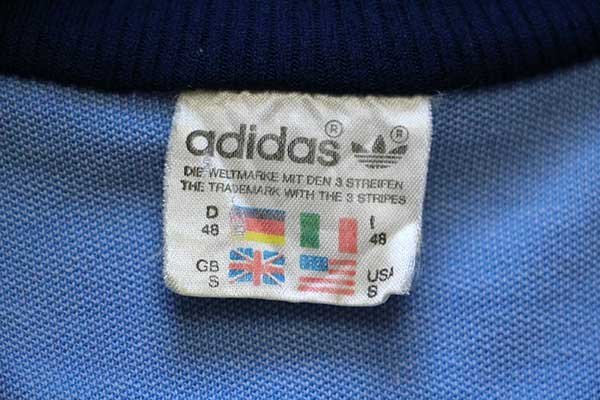 adidas® ®
DIE WELTMARKE MIT DEN 3 STREIFEN
THE TRADEMARK WITH THE 3 STRIPES
D I
48 48
GB USA
S S